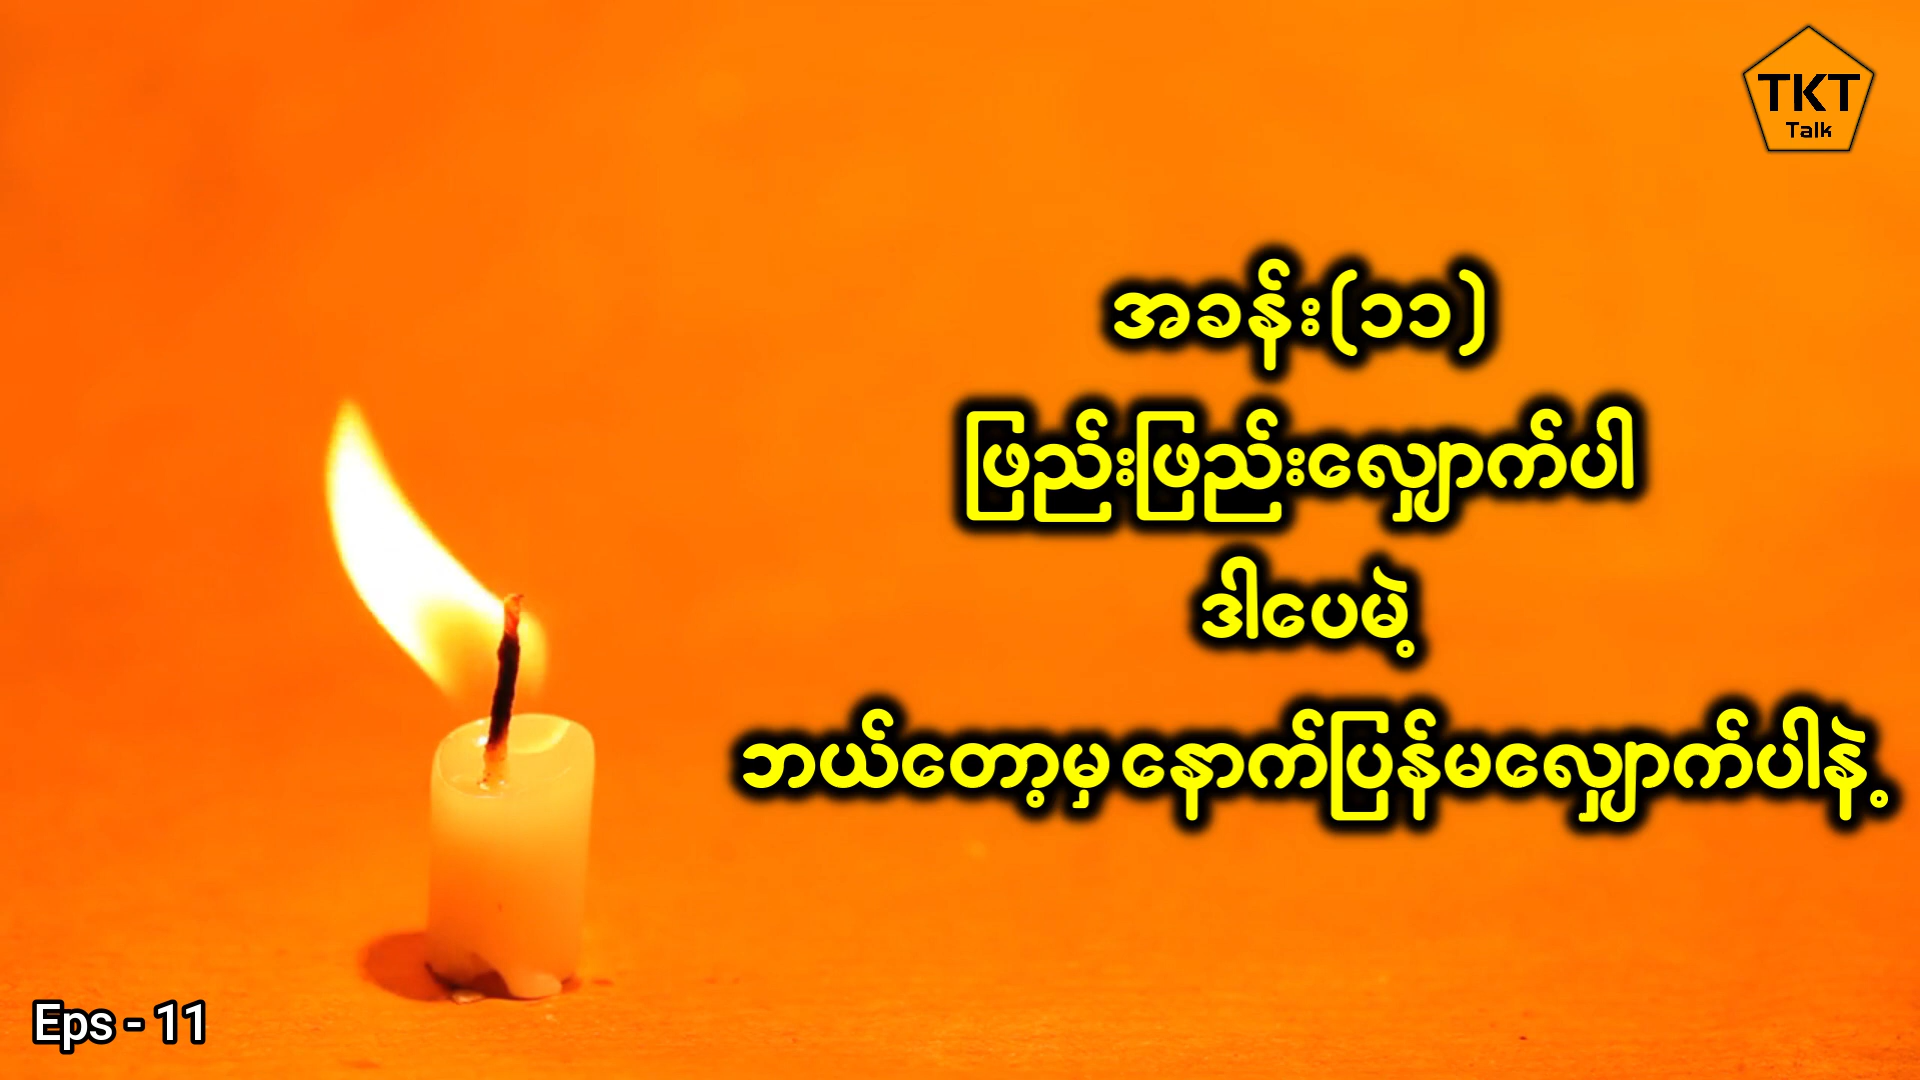 TKT
Talk
အခန်း(၁၁)
ဖြည်းဖြည်းလျှောက်ပါ
ဒါပေမဲ့
ဘယ်တော့မှ နောက်ပြန်မလျှောက်ပါနဲ့
Eps - 11